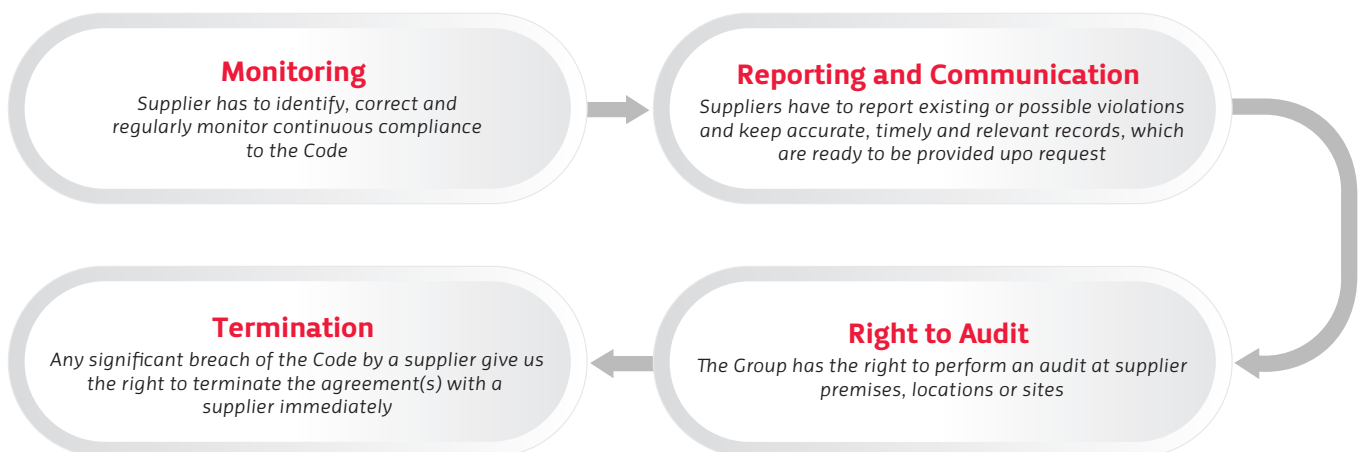 Monitoring
Supplier has to identify, correct and
regularly monitor continuous compliance
to the Code
Reporting and Communication
Suppliers have to report existing or possible violations
and keep accurate, timely and relevant records, which
are ready to be provided upo request
Right to Audit
The Group has the right to perform an audit at supplier
premises, locations or sites
Termination
Any significant breach of the Code by a supplier give us
the right to terminate the agreement(s) with a
supplier immediately